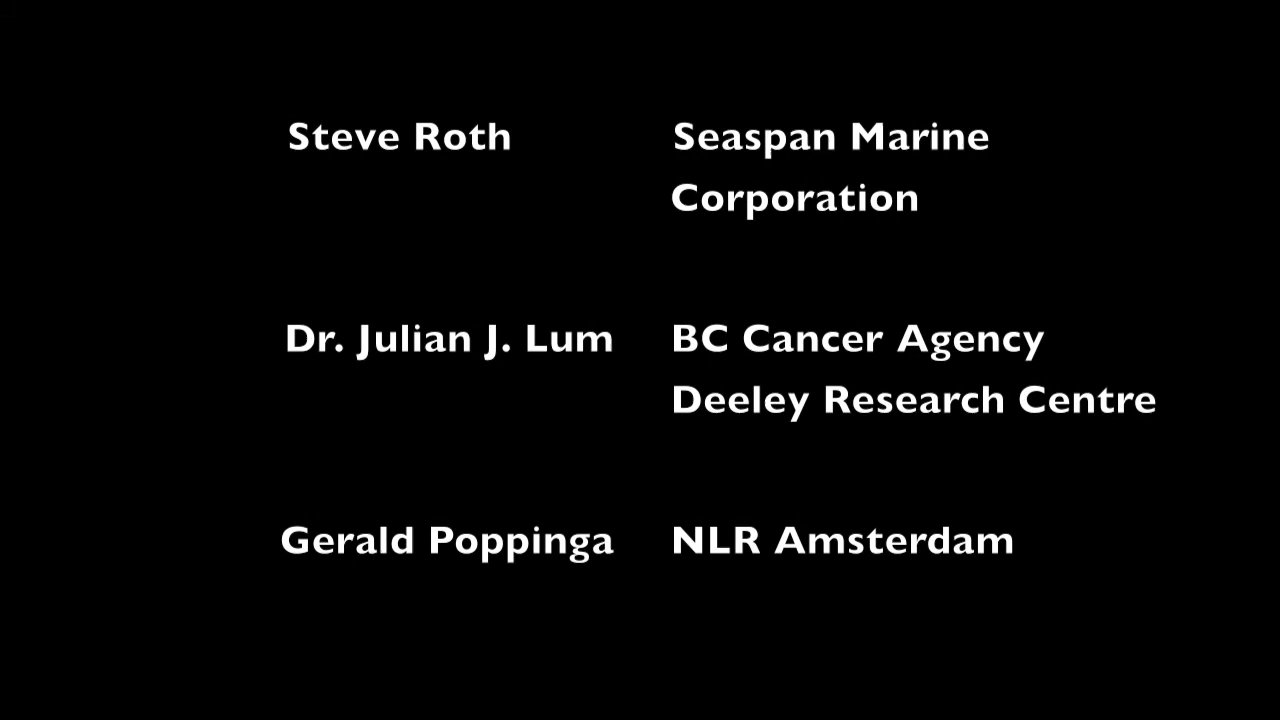 Steve Roth Seaspan Marine
Corporation
Dr. Julian J. Lum BC Cancer Agency
Deeley Research Centre
Gerald Poppinga NLR Amsterdam